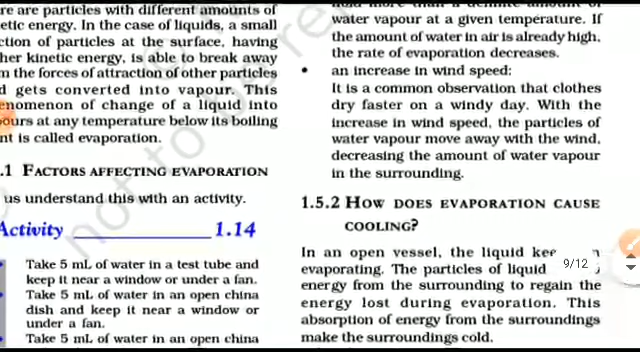 re are particles with different amounts of
etic energy. In the case of liquids, a small
ction of particles at the surface, having
her kinetic energy, is able to break away
m the forces of attraction of other particles
d gets converted into vapour. This
enomenon of change of a liquid into
ours at any temperature below its boiling
nt is called evaporation.
.1 FACTORS AFFECTING EVAPORATION
us understand this with an activity.
Activity ______________ 1.14
Take 5 mL of water in a test tube and
keep it near a window or under a fan.
Take 5 mL of water in an open china
dish and keep it near a window or
under a fan.
Take 5 mL of water in an open china
water vapour at a given temperature. If
the amount of water in air is already high,
the rate of evaporation decreases.
• an increase in wind speed:
It is a common observation that clothes
dry faster on a windy day. With the
increase in wind speed, the particles of
water vapour move away with the wind,
decreasing the amount of water vapour
in the surrounding.
1.5.2 HOW DOES EVAPORATION CAUSE
COOLING?
In an open vessel, the liquid
evaporating. The particles of liquid
energy from the surrounding to regain the
energy lost during evaporation. This
absorption of energy from the surroundings
make the surroundings cold.
9/12
not to be re